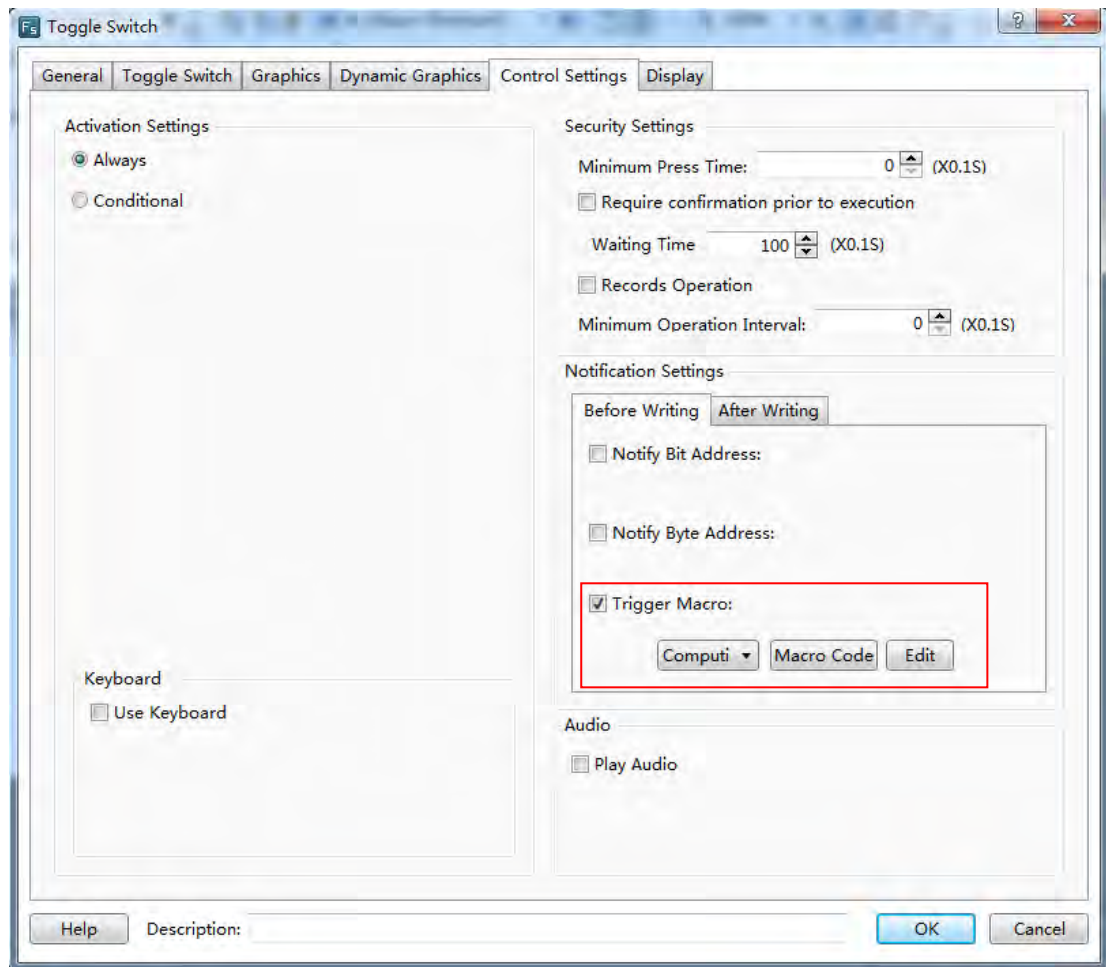 Fs Toggle Switch
General Toggle Switch Graphics Dynamic Graphics Control Settings Display
Activation Settings
Always
Conditional
Keyboard
Use Keyboard
Security Settings
Minimum Press Time: 0 (X0.1S)
Require confirmation prior to execution
Waiting Time 100 (X0.1S)
Records Operation
Minimum Operation Interval: 0 (X0.1S)
Notification Settings
Before Writing After Writing
Notify Bit Address:
Notify Byte Address:
Trigger Macro:
Computi Macro Code Edit
Audio
Play Audio
Help Description: OK Cancel